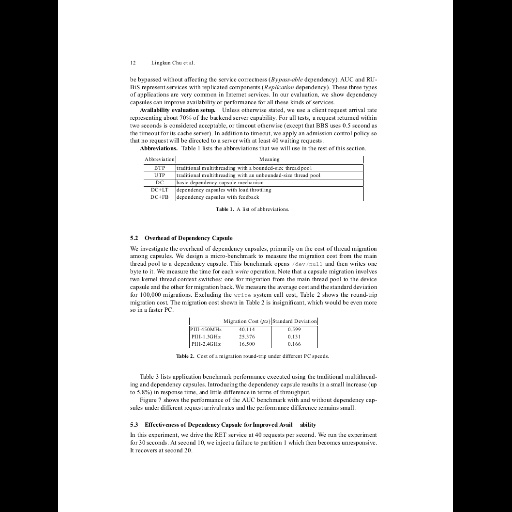 12 Lingkun Chu et al.
be bypassed without affecting the service correctness (Bypass-able dependency). AUC and RU-
BiS represent services with replicated components (Replication dependency). These three types
of applications are very common in Internet services. In our evaluation, we show dependency
capsules can improve availability or performance for all these kinds of services.
Availability evaluation setup. Unless otherwise stated, we use a client request arrival rate
representing about 70% of the backend server capability. For all tests, a request returned within
two seconds is considered acceptable, or timeout otherwise (except that BBS uses 0.5 second as
the timeout for its cache server). In addition to timeout, we apply an admission control policy so
that no request will be directed to a server with at least 40 waiting requests.
Abbreviations. Table 1 lists the abbreviations that we will use in the rest of this section.
Abbreviation Meaning
BTP traditional multithreading with a bounded-size thread pool
UTP traditional multithreading with an unbounded-size thread pool
DC basic dependency capsule mechanism
DC+LT dependency capsules with load throttling
DC+FB dependency capsules with feedback
Table 1. A list of abbreviations.
5.2 Overhead of Dependency Capsule
We investigate the overhead of dependency capsules, primarily on the cost of thread migration
among capsules. We design a micro-benchmark to measure the migration cost from the main
thread pool to a dependency capsule. This benchmark opens /dev/null and then writes one
byte to it. We measure the time for each write operation. Note that a capsule migration involves
two kernel thread context switches: one for migration from the main thread pool to the device
capsule and the other for migration back. We measure the average cost and the standard deviation
for 100,000 migrations. Excluding the write system call cost, Table 2 shows the round-trip
migration cost. The migration cost shown in Table 2 is insignificant, which would be even more
so in a faster PC.
Migration Cost (μs) Standard Deviation
PIII-650MHz 40.114 0.599
PIII-1.3GHz 25.376 0.131
PIII-2.4GHz 16.500 0.166
Table 2. Cost of a migration round-trip under different PC speeds.
Table 3 lists application benchmark performance executed using the traditional multithread-
ing and dependency capsules. Introducing the dependency capsule results in a small increase (up
to 5.8%) in response time, and little difference in terms of throughput.
Figure 7 shows the performance of the AUC benchmark with and without dependency cap-
sules under different request arrival rates and the performance difference remains small.
5.3 Effectiveness of Dependency Capsule for Improved Avail ability
In this experiment, we drive the RET service at 40 requests per second. We run the experiment
for 30 seconds. At second 10, we inject a failure to partition 1 which then becomes unresponsive.
It recovers at second 20.